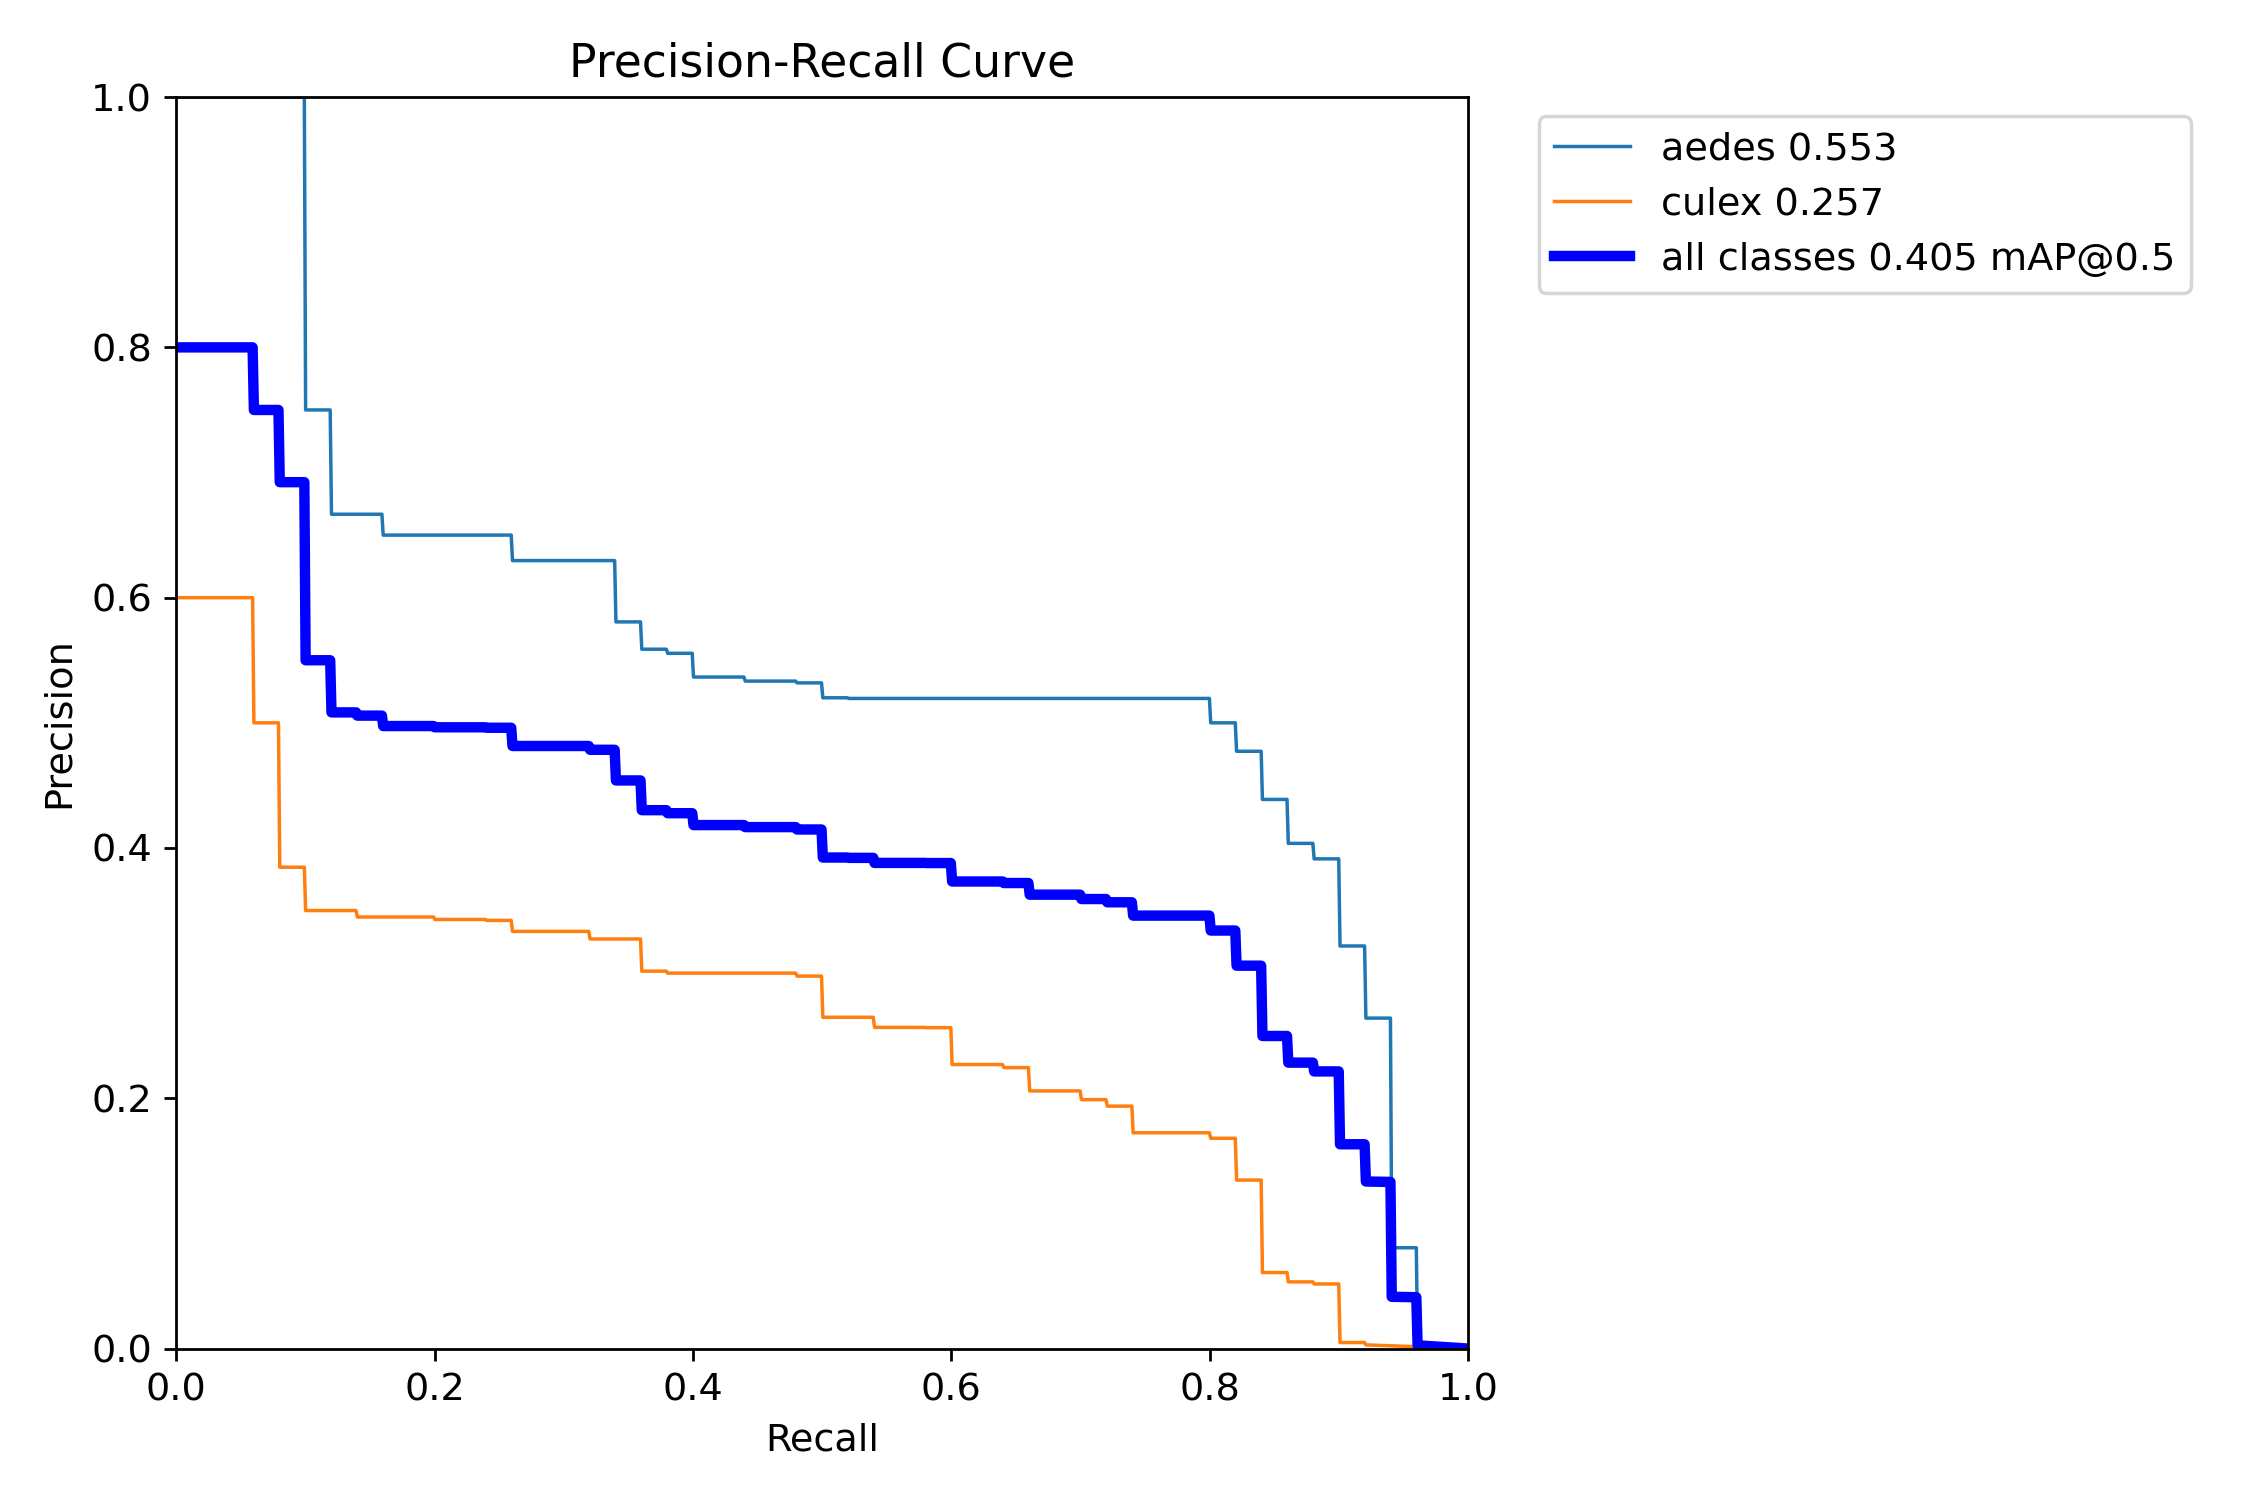 Precision-Recall Curve
1.0
0.8
0.6
0.4
0.2
0.0
Precision
0.0 0.2 0.4 0.6 0.8 1.0
Recall
aedes 0.553
culex 0.257
all classes 0.405 mAP@0.5